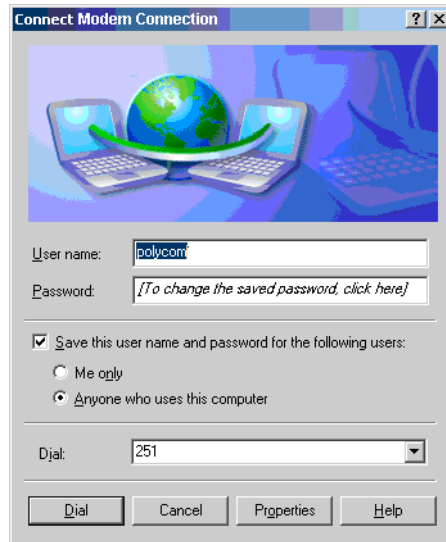 Connect Modem Connection
User name: polycom
Password: [To change the saved password, click here]
Save this user name and password for the following users:
Me only
Anyone who uses this computer
Dial: 251
Dial Cancel Properties Help